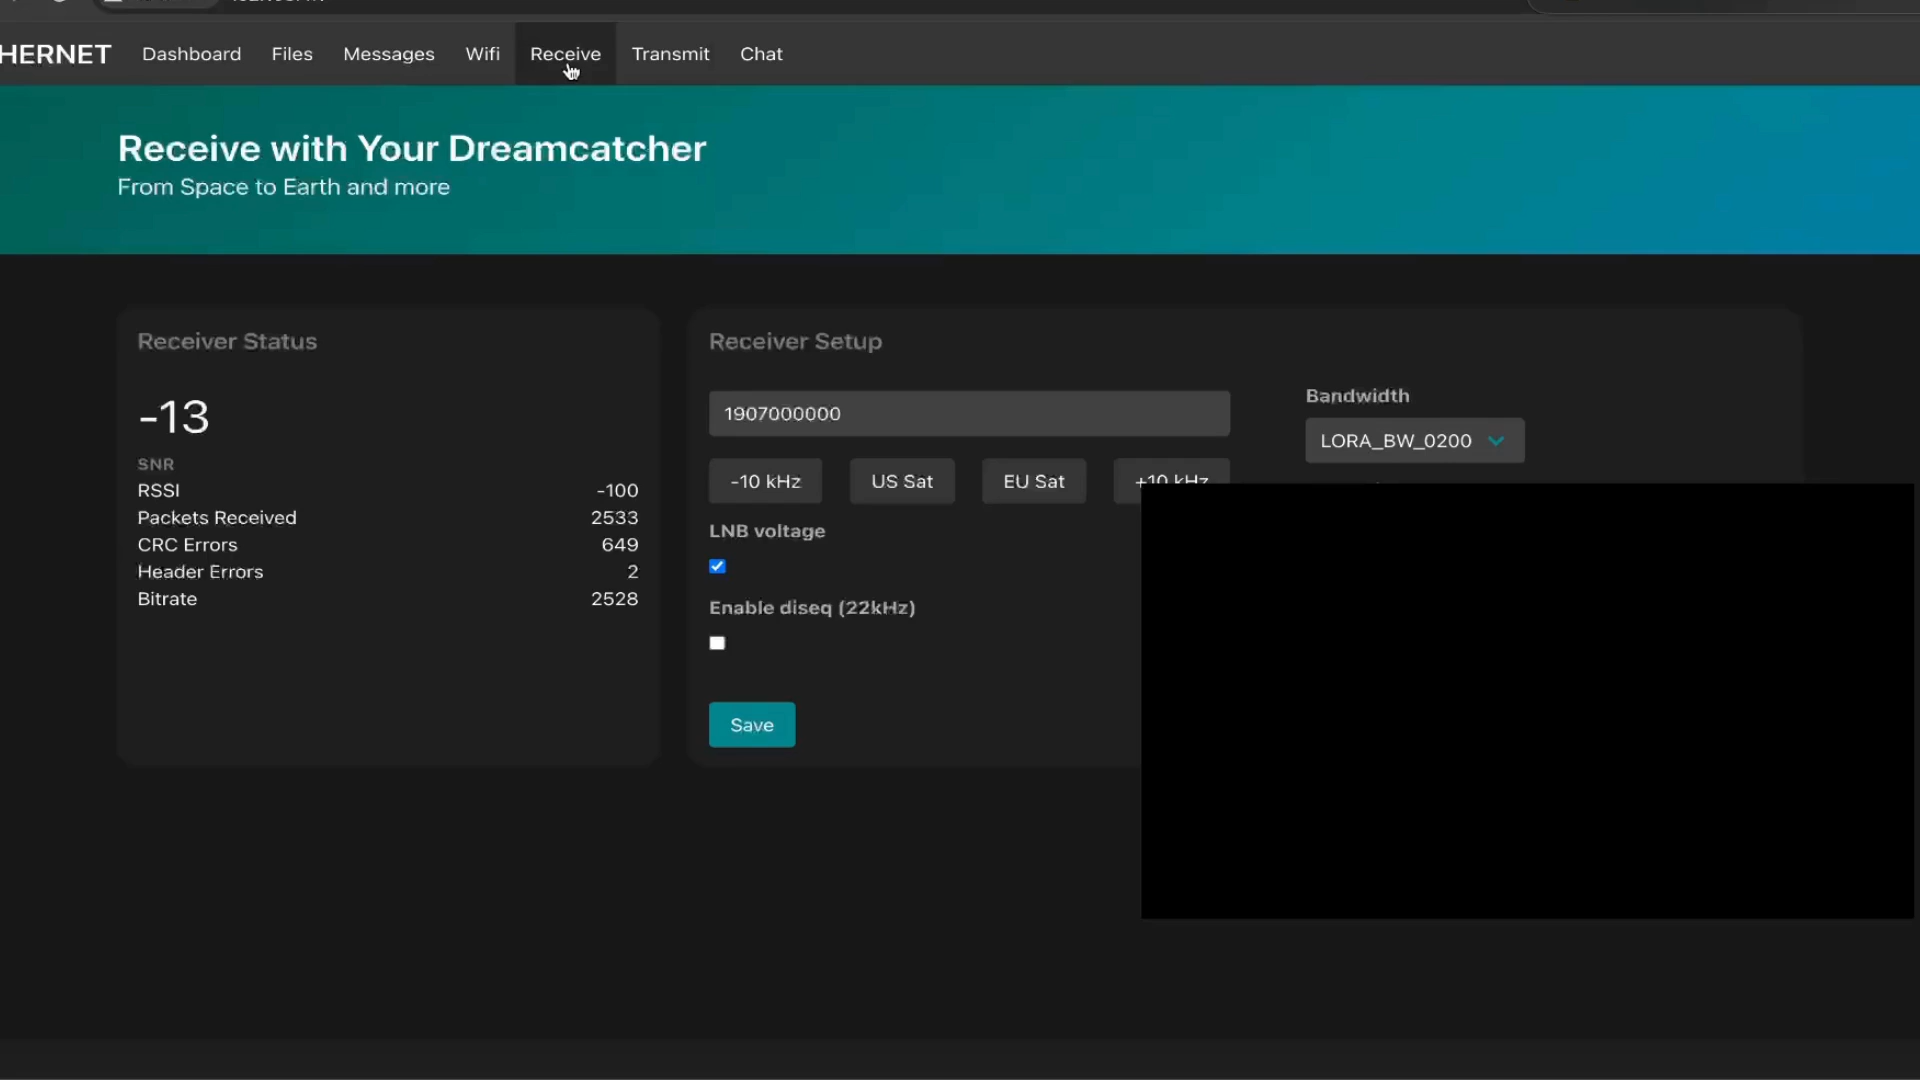 HERNET Dashboard Files Messages Wifi Receive Transmit Chat
Receive with Your Dreamcatcher
From Space to Earth and more
Receiver Status
-13
SNR
RSSI -100
Packets Received 2533
CRC Errors 649
Header Errors 2
Bitrate 2528
Receiver Setup
1907000000
-10 kHz US Sat EU Sat +10 kHz
LNB voltage
Enable diseq (22kHz)
Save
Bandwidth
LORA_BW_0200